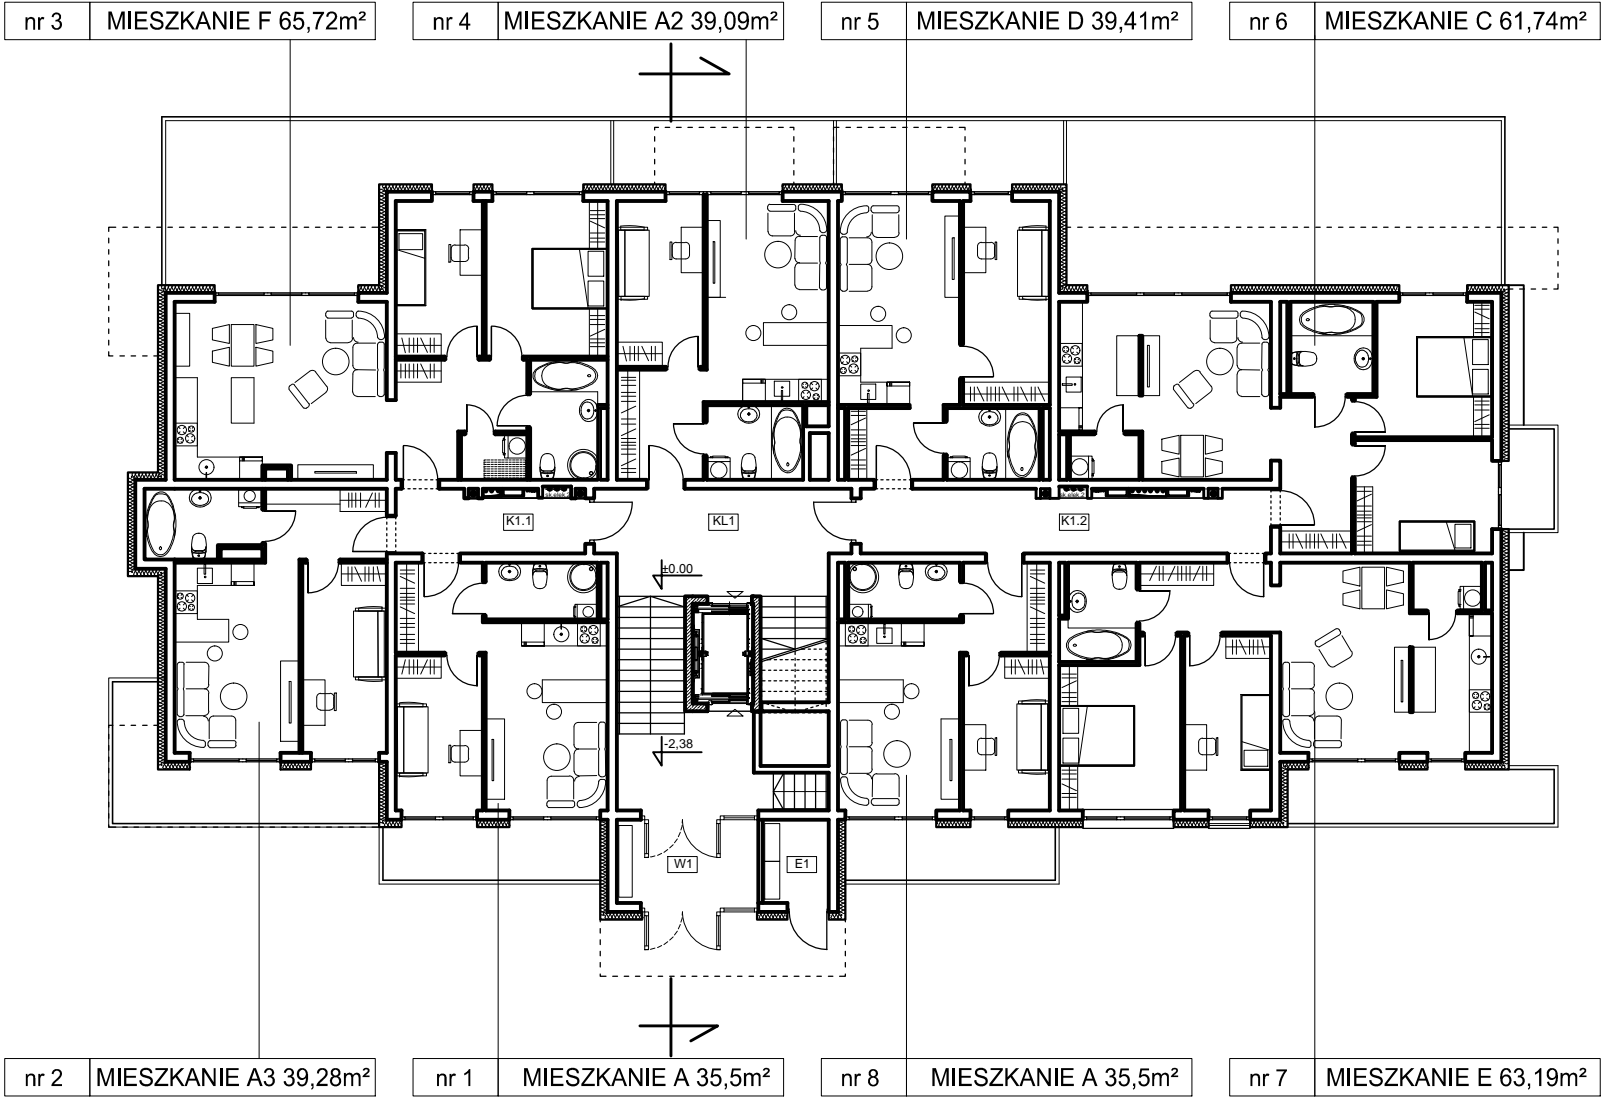 nr 3 MIESZKANIE F 65,72m²
nr 4 MIESZKANIE A2 39,09m²
nr 5 MIESZKANIE D 39,41m²
nr 6 MIESZKANIE C 61,74m²
K1.1
KL1
K1.2
±0.00
-2,38
W1
E1
nr 2 MIESZKANIE A3 39,28m²
nr 1 MIESZKANIE A 35,5m²
nr 8 MIESZKANIE A 35,5m²
nr 7 MIESZKANIE E 63,19m²